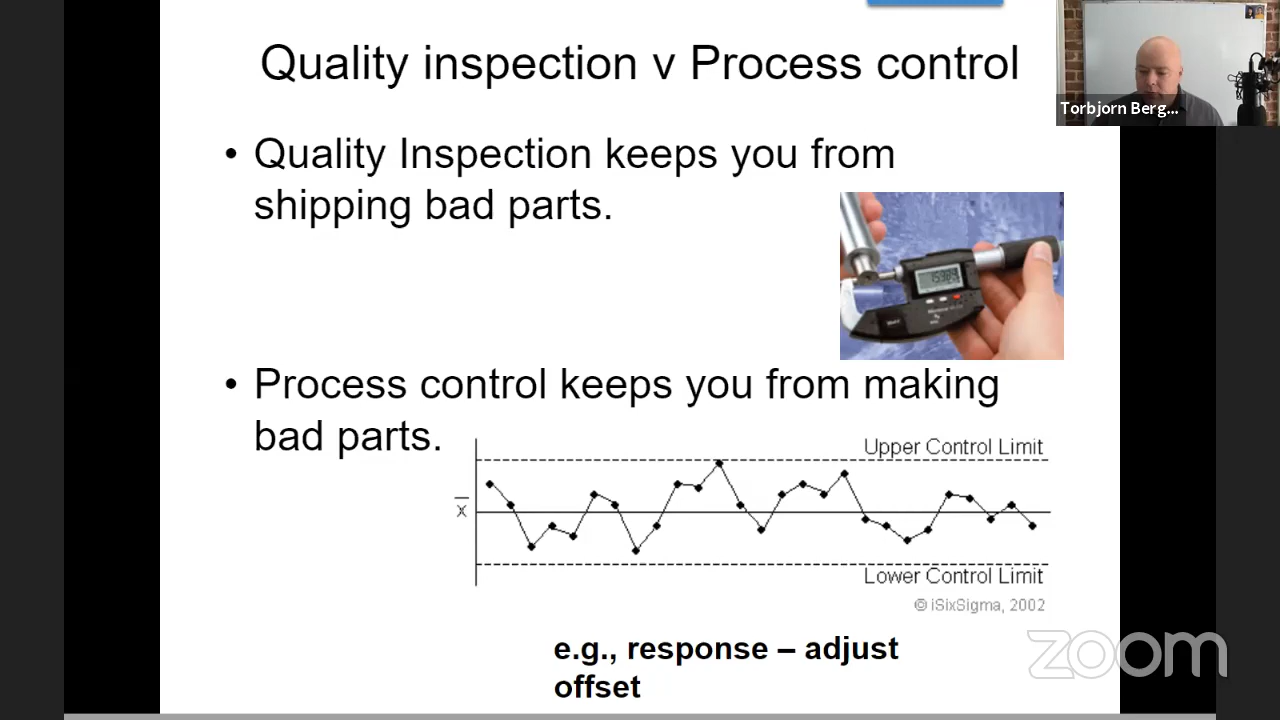 Quality inspection v Process control
Torbjorn Berg...
• Quality Inspection keeps you from
shipping bad parts.
• Process control keeps you from making
bad parts.
Upper Control Limit
x
Lower Control Limit
© iSixSigma, 2002
e.g., response – adjust
offset
zoom